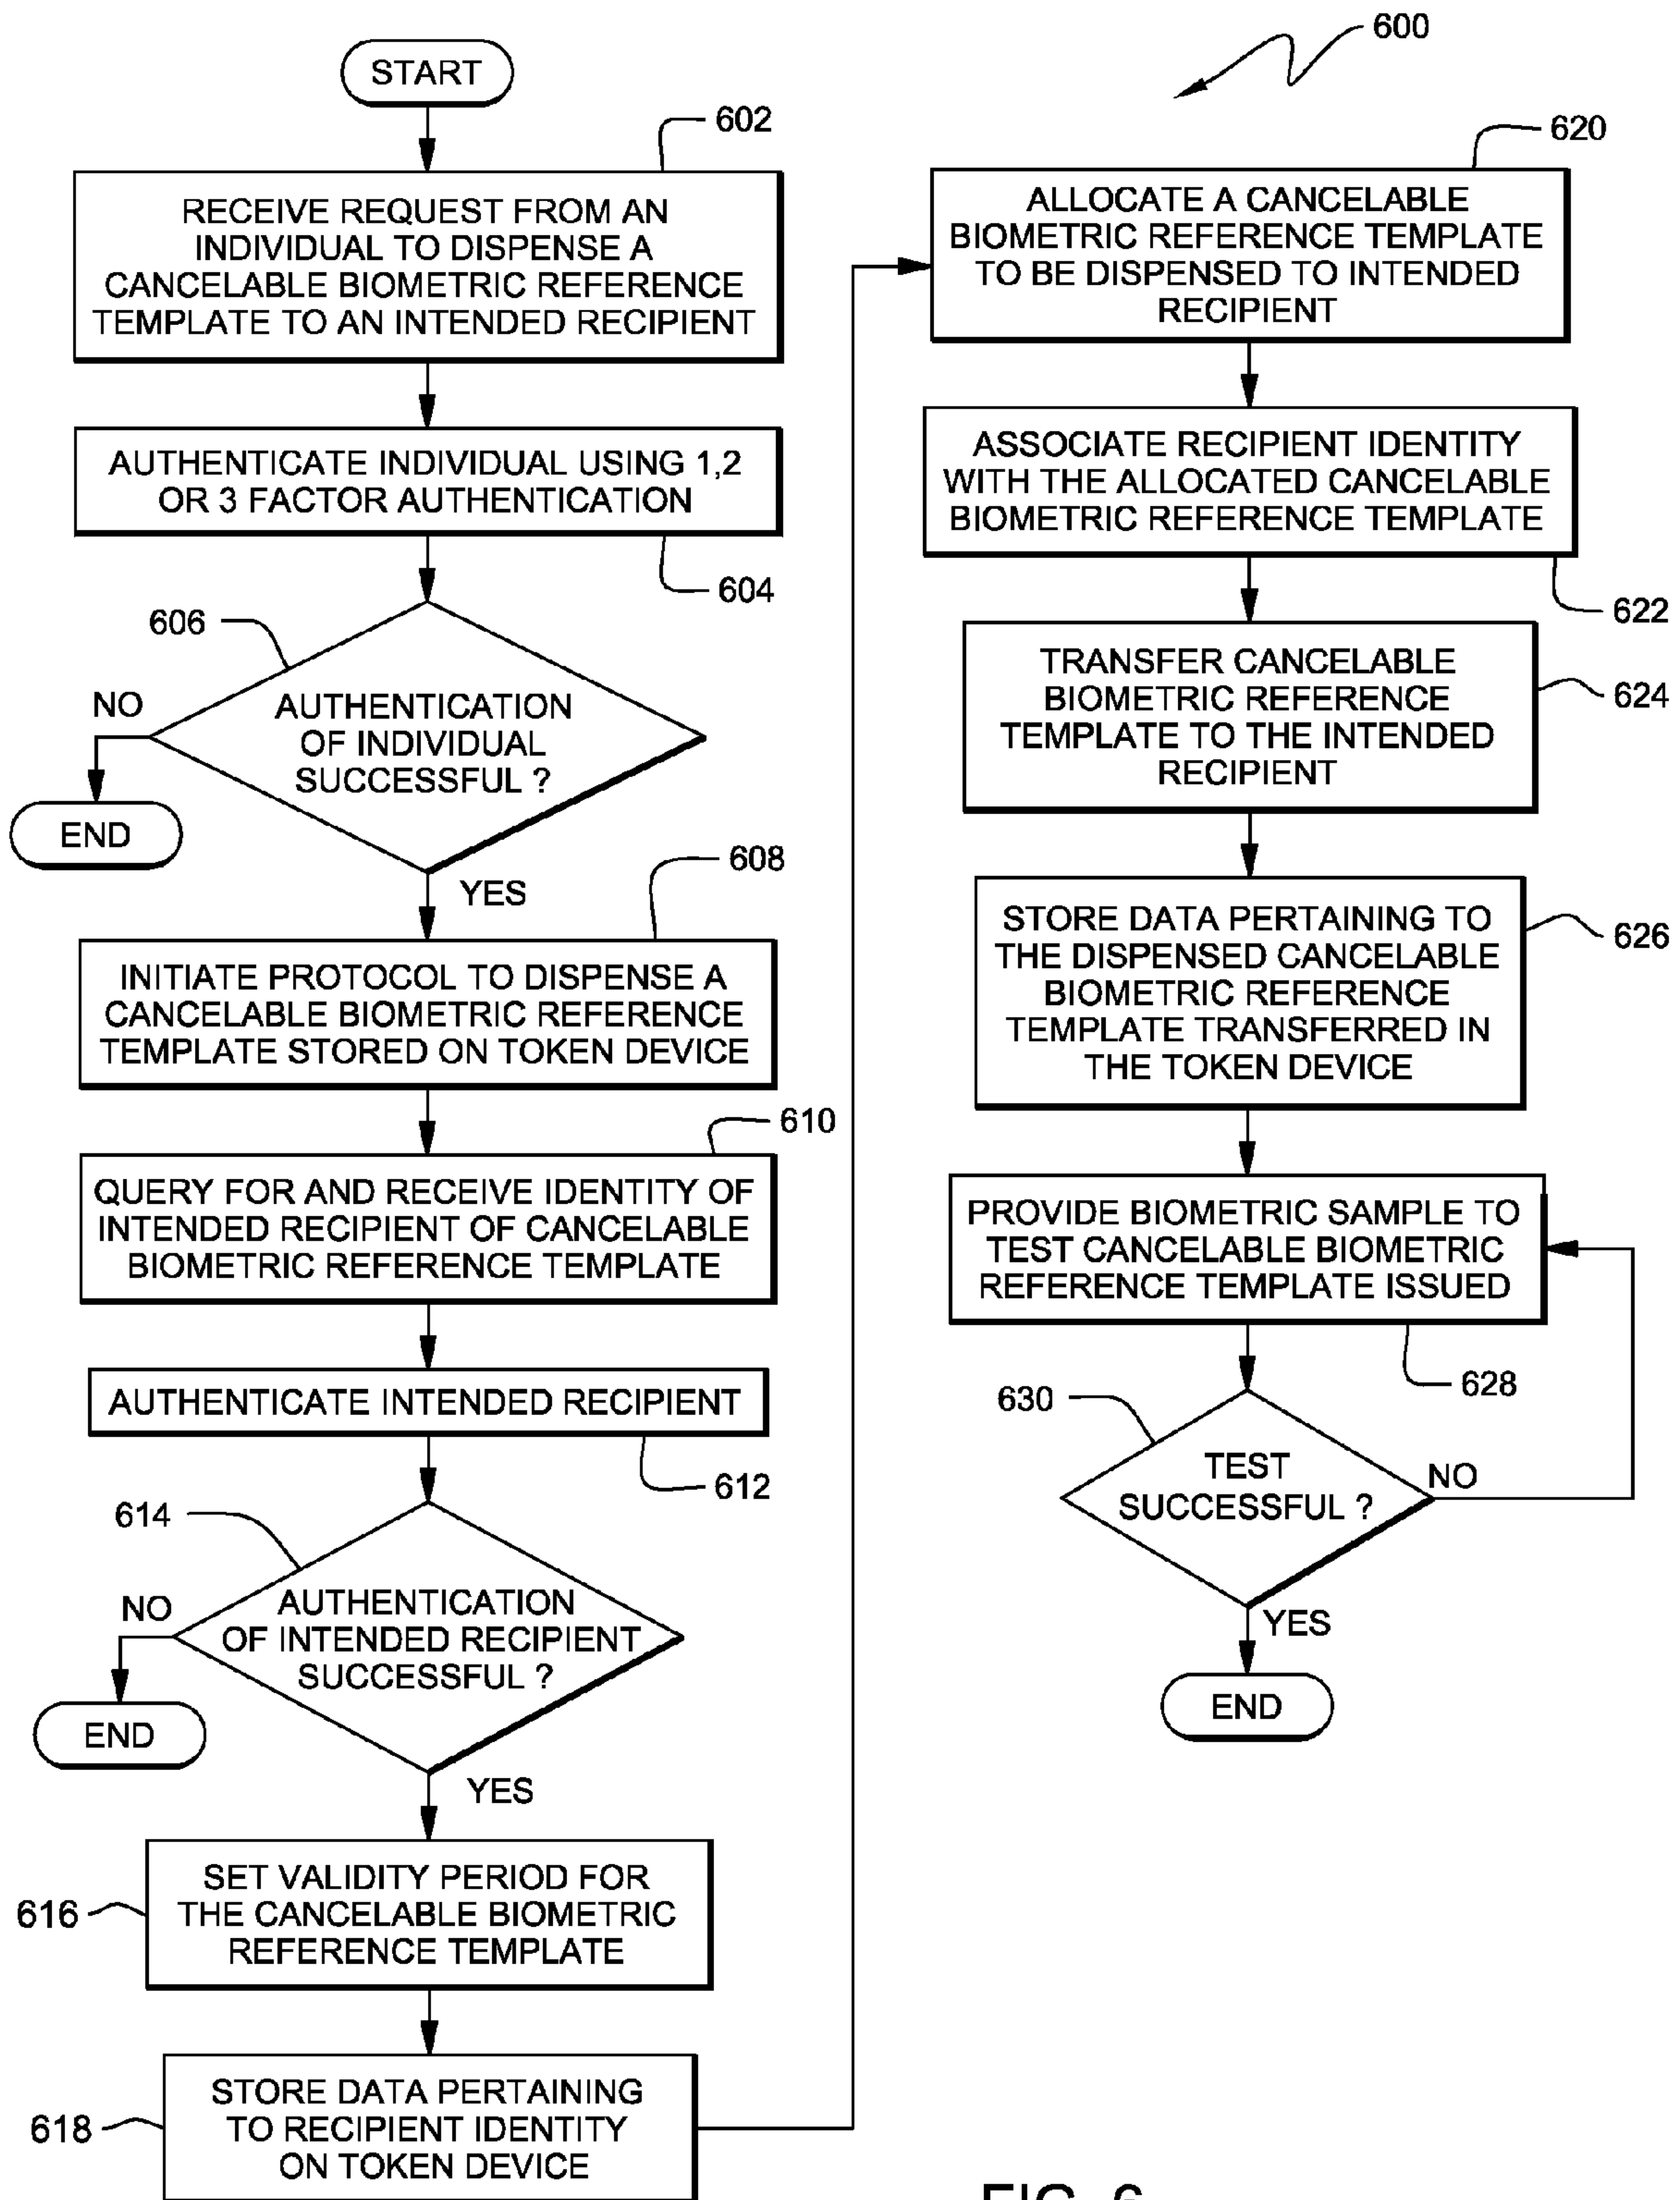 START
602
RECEIVE REQUEST FROM AN
INDIVIDUAL TO DISPENSE A
CANCELABLE BIOMETRIC REFERENCE
TEMPLATE TO AN INTENDED RECIPIENT
AUTHENTICATE INDIVIDUAL USING 1,2
OR 3 FACTOR AUTHENTICATION
604
606
AUTHENTICATION
OF INDIVIDUAL
SUCCESSFUL ?
NO
END
YES
608
INITIATE PROTOCOL TO DISPENSE A
CANCELABLE BIOMETRIC REFERENCE
TEMPLATE STORED ON TOKEN DEVICE
610
QUERY FOR AND RECEIVE IDENTITY OF
INTENDED RECIPIENT OF CANCELABLE
BIOMETRIC REFERENCE TEMPLATE
AUTHENTICATE INTENDED RECIPIENT
612
614
AUTHENTICATION
OF INTENDED RECIPIENT
SUCCESSFUL ?
NO
END
YES
616
SET VALIDITY PERIOD FOR
THE CANCELABLE BIOMETRIC
REFERENCE TEMPLATE
618
STORE DATA PERTAINING
TO RECIPIENT IDENTITY
ON TOKEN DEVICE
600
620
ALLOCATE A CANCELABLE
BIOMETRIC REFERENCE TEMPLATE
TO BE DISPENSED TO INTENDED
RECIPIENT
ASSOCIATE RECIPIENT IDENTITY
WITH THE ALLOCATED CANCELABLE
BIOMETRIC REFERENCE TEMPLATE
622
TRANSFER CANCELABLE
BIOMETRIC REFERENCE
TEMPLATE TO THE INTENDED
RECIPIENT
624
STORE DATA PERTAINING TO
THE DISPENSED CANCELABLE
BIOMETRIC REFERENCE
TEMPLATE TRANSFERRED IN
THE TOKEN DEVICE
626
PROVIDE BIOMETRIC SAMPLE TO
TEST CANCELABLE BIOMETRIC
REFERENCE TEMPLATE ISSUED
628
630
TEST
SUCCESSFUL ?
NO
YES
END